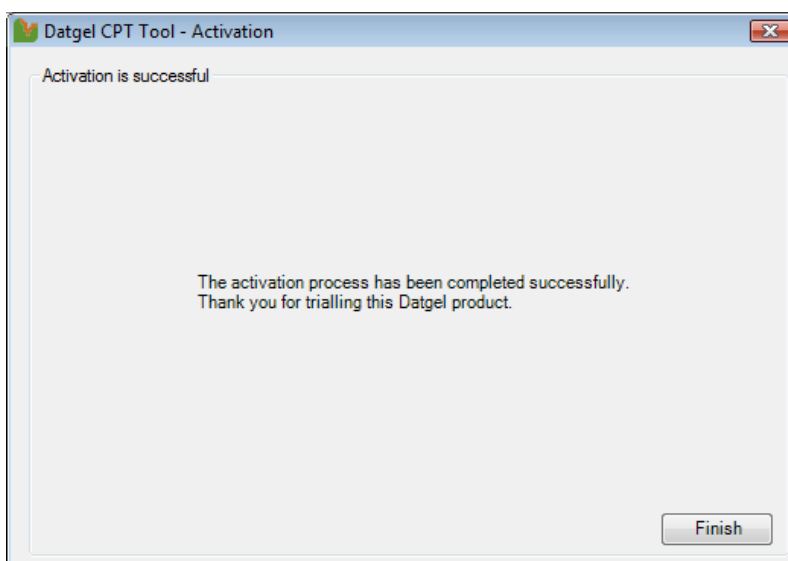 Datgel CPT Tool - Activation
Activation is successful
The activation process has been completed successfully.
Thank you for trialling this Datgel product.
Finish